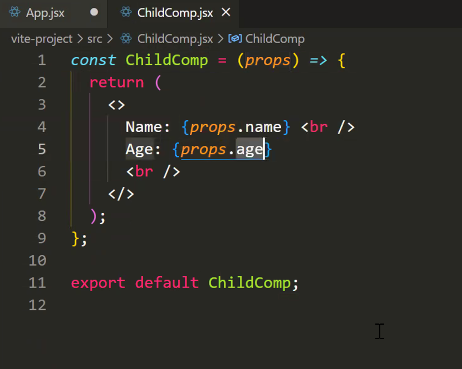 App.jsx ChildComp.jsx
vite-project > src > ChildComp.jsx > ChildComp
1 const ChildComp = (props) => {
2   return (
3     <>
4       Name: {props.name} <br />
5       Age: {props.age}
6       <br />
7     </>
8   );
9 };
10
11 export default ChildComp;
12